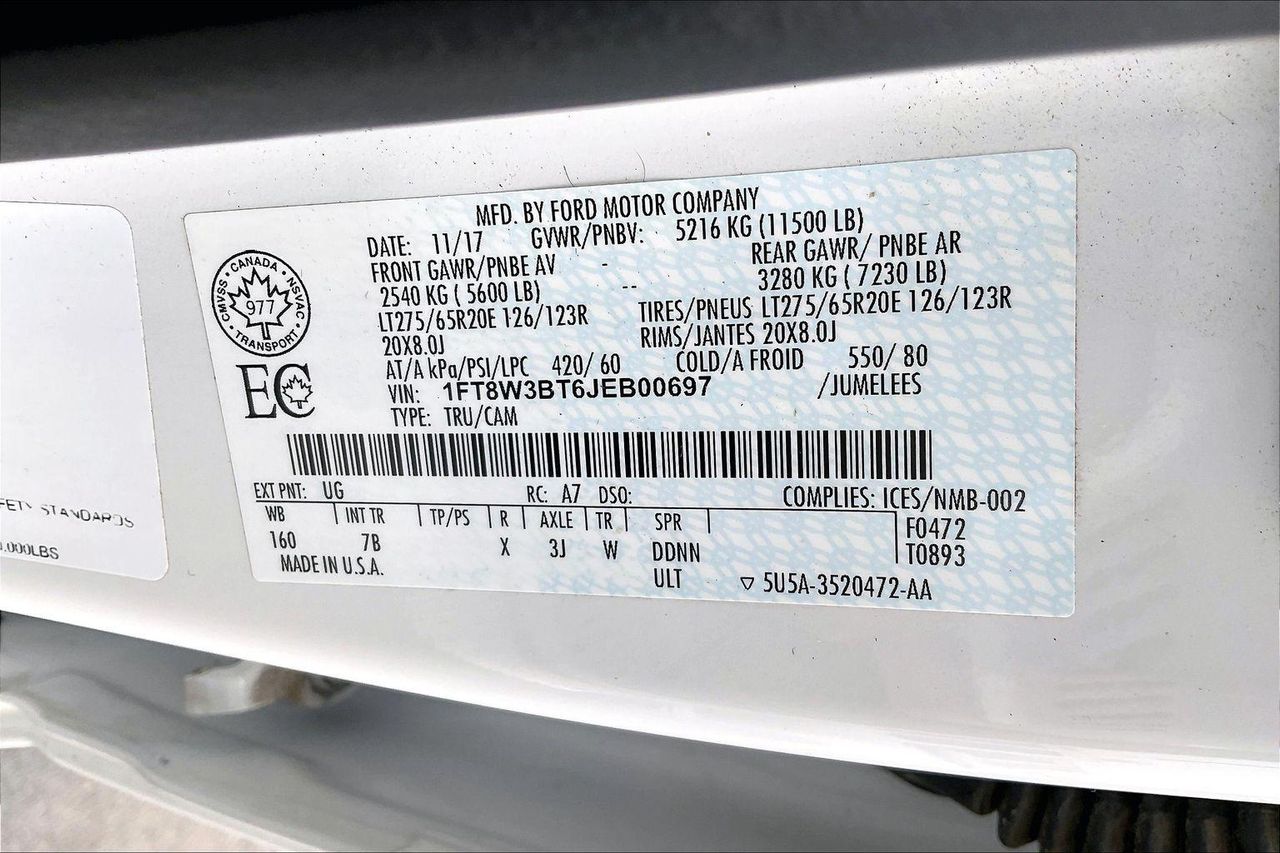 MFD. BY FORD MOTOR COMPANY
DATE: 11/17 GVWR/PNBV: 5216 KG (11500 LB)
FRONT GAWR/PNBE AV - REAR GAWR/ PNBE AR
2540 KG ( 5600 LB) -- 3280 KG ( 7230 LB)
LT275/65R20E 126/123R TIRES/PNEUS LT275/65R20E 126/123R
20X8.0J RIMS/JANTES 20X8.0J
AT/A kPa/PSI/LPC 420/ 60 COLD/A FROID 550/ 80
VIN: 1FT8W3BT6JEB00697 /JUMELEES
TYPE: TRU/CAM
CANADA
CMVSS
NSVAC
977
TRANSPORT
EC
EXT PNT: UG RC: A7 DSO: COMPLIES: ICES/NMB-002
WB INT TR TP/PS R AXLE TR SPR F0472
160 7B X 3J W DDNN T0893
MADE IN U.S.A. ULT 5U5A-3520472-AA
STANDARDS
000LBS